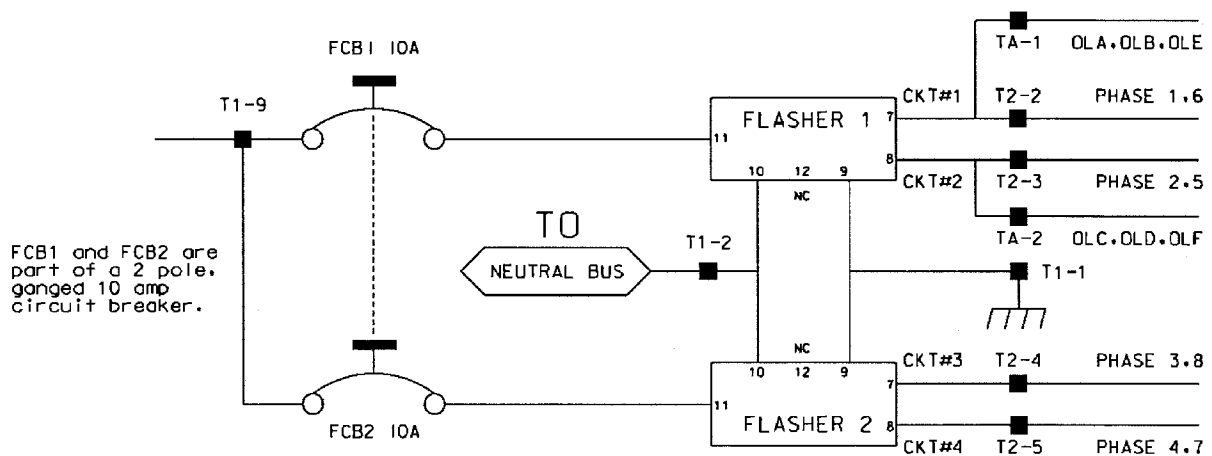 FCB1 10A
TA-1 OLA.OLB.OLE
T1-9
CKT#1 T2-2 PHASE 1.6
FLASHER 1
7
11
8
10 12 9
NC
CKT#2 T2-3 PHASE 2.5
TO
TA-2 OLC.OLD.OLF
FCB1 and FCB2 are
part of a 2 pole.
ganged 10 amp
circuit breaker.
T1-2
NEUTRAL BUS
T1-1
NC
10 12 9
CKT#3 T2-4 PHASE 3.8
7
11
FLASHER 2
8
FCB2 10A
CKT#4 T2-5 PHASE 4.7